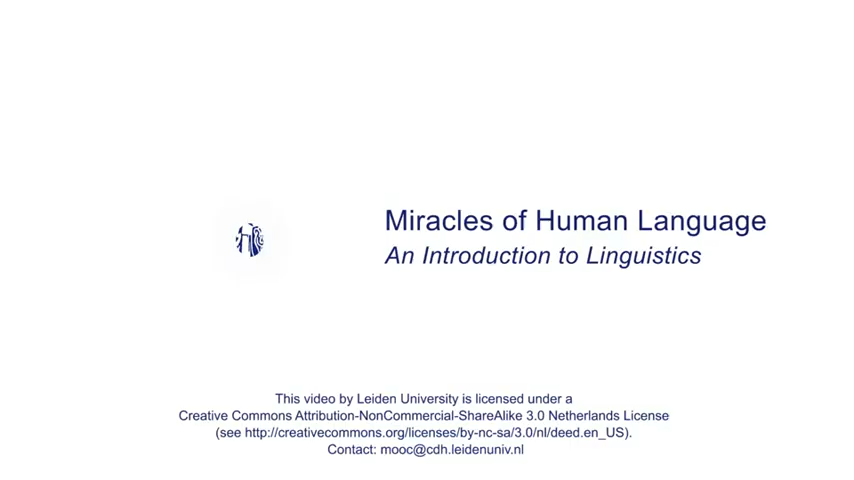 Miracles of Human Language
An Introduction to Linguistics
This video by Leiden University is licensed under a
Creative Commons Attribution-NonCommercial-ShareAlike 3.0 Netherlands License
(see http://creativecommons.org/licenses/by-nc-sa/3.0/nl/deed.en_US).
Contact: mooc@cdh.leidenuniv.nl